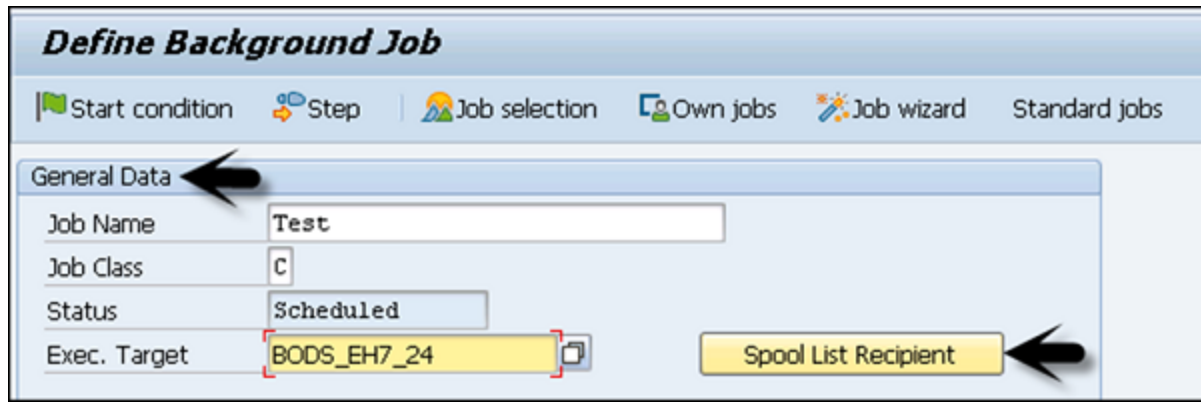 Define Background Job
Start condition Step Job selection Own jobs Job wizard Standard jobs
General Data
Job Name Test
Job Class C
Status Scheduled
Exec. Target BODS_EH7_24 Spool List Recipient